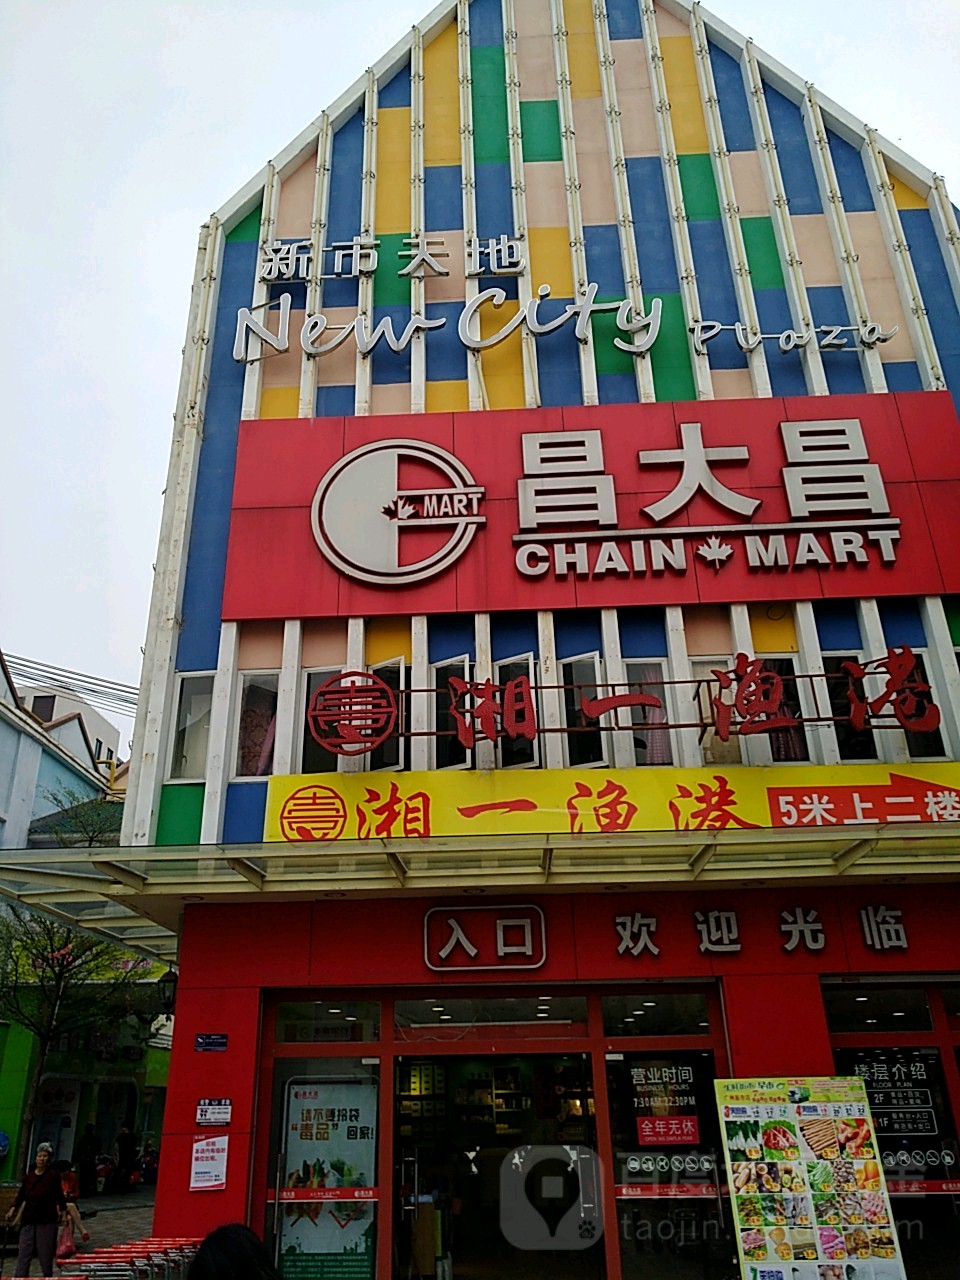 新市天地
New City Plaza
MART
昌大昌
CHAIN MART
湘一渔港
湘一渔港
5米上二楼
入口
欢迎光临
营业时间
BUSINESS HOURS
7:30AM-22:30PM
全年无休
楼层介绍
FLOOR PLAN
2F
1F
请不要拎袋
"毒品"回家!
taojin